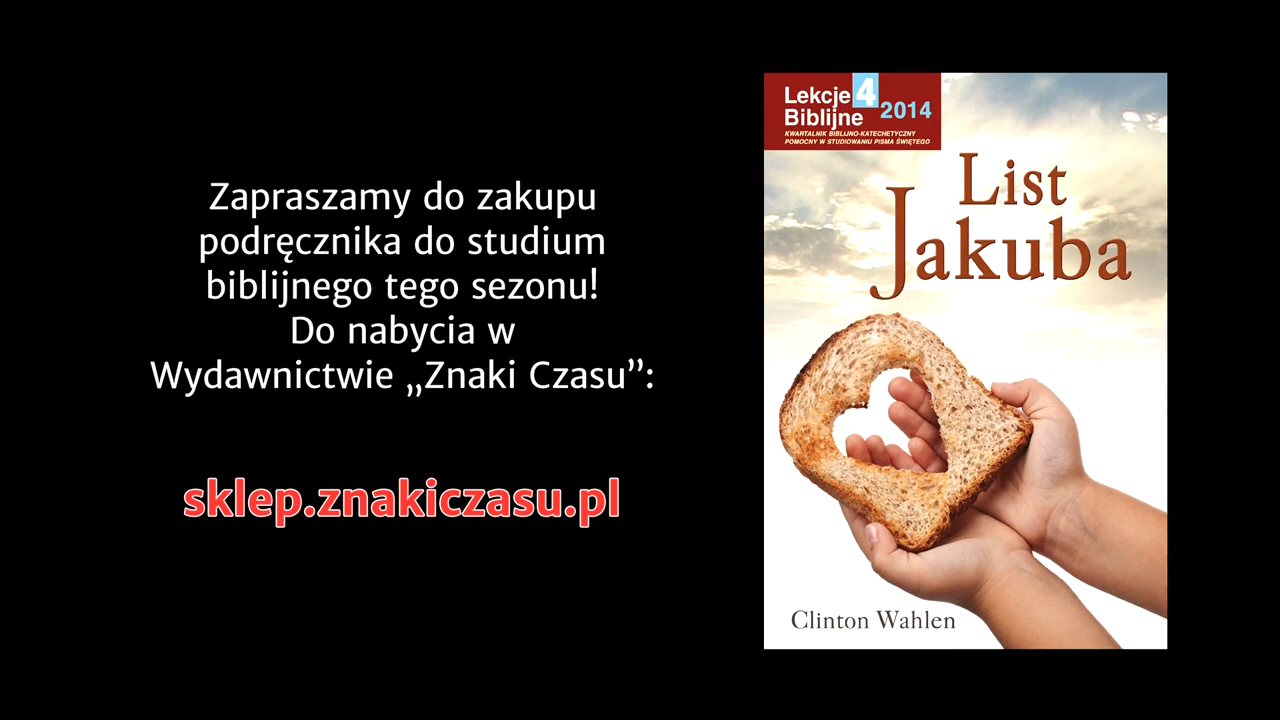 Zapraszamy do zakupu
podręcznika do studium
biblijnego tego sezonu!
Do nabycia w
Wydawnictwie „Znaki Czasu”:
sklep.znakiczasu.pl
Lekcje 4 2014
Biblijne
KWARTALNIK BIBLIJNO-KATECHETYCZNY
POMOCNY W STUDIOWANIU PISMA ŚWIĘTEGO
List
Jakuba
Clinton Wahlen